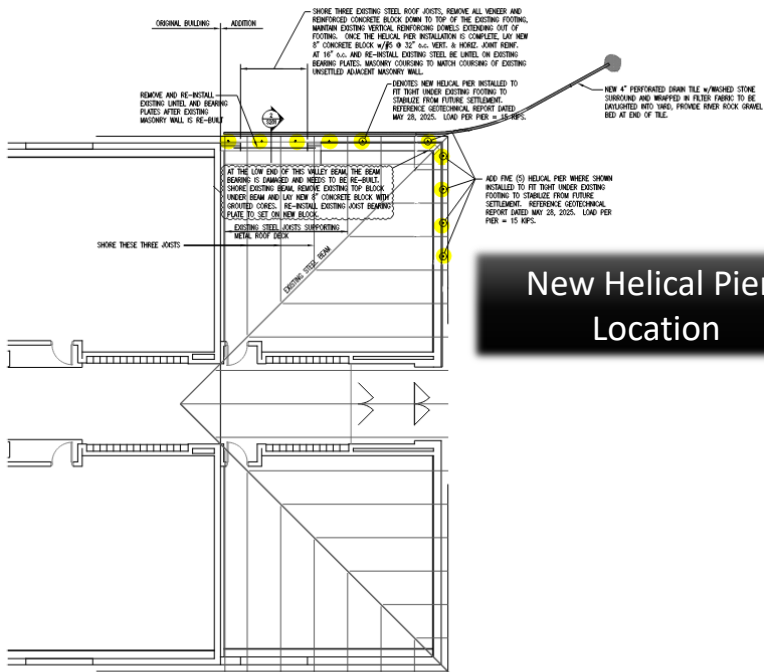 SHORE THREE EXISTING STEEL ROOF JOISTS, REMOVE ALL VENEER AND
REINFORCED CONCRETE BLOCK DOWN TO TOP OF THE EXISTING FOOTING.
MAINTAIN EXISTING VERTICAL REINFORCING DOWELS EXTENDING OUT OF
FOOTING. ONCE THE HELICAL PIER INSTALLATION IS COMPLETE, LAY NEW
8" CONCRETE BLOCK w/#5 @ 32" o.c. VERT. & HORIZ. JOINT REINF.
AT 16" o.c. AND RE-INSTALL EXISTING STEEL BE LINTEL ON EXISTING
BEARING PLATES. MASONRY COURSING TO MATCH COURSING OF EXISTING
UNSETTLED ADJACENT MASONRY WALL.
ORIGINAL BUILDING
ADDITION
REMOVE AND RE-INSTALL
EXISTING LINTEL AND BEARING
PLATES AFTER EXISTING
MASONRY WALL IS RE-BUILT
DENOTES NEW HELICAL PIER INSTALLED TO
FIT TIGHT UNDER EXISTING FOOTING TO
STABILIZE FROM FUTURE SETTLEMENT.
REFERENCE GEOTECHNICAL REPORT DATED
MAY 28, 2025. LOAD PER PIER = 15 KIPS.
NEW 4" PERFORATED DRAIN TILE w/WASHED STONE
SURROUND AND WRAPPED IN FILTER FABRIC TO BE
DAYLIGHTED INTO YARD, PROVIDE RIVER ROCK GRAVEL
BED AT END OF TILE.
AT THE LOW END OF THIS VALLEY BEAM, THE BEAM
BEARING IS DAMAGED AND NEEDS TO BE RE-BUILT.
SHORE EXISTING BEAM, REMOVE EXISTING TOP BLOCK
UNDER BEAM AND LAY NEW 8" CONCRETE BLOCK WITH
GROUTED CORES. RE-INSTALL EXISTING JOIST BEARING
PLATE TO SET ON NEW BLOCK.
ADD FIVE (5) HELICAL PIER WHERE SHOWN
INSTALLED TO FIT TIGHT UNDER EXISTING
FOOTING TO STABILIZE FROM FUTURE
SETTLEMENT. REFERENCE GEOTECHNICAL
REPORT DATED MAY 28, 2025. LOAD PER
PIER = 15 KIPS.
EXISTING STEEL JOISTS SUPPORTING
METAL ROOF DECK
SHORE THESE THREE JOISTS
EXISTING STEEL BEAM
New Helical Pier
Location